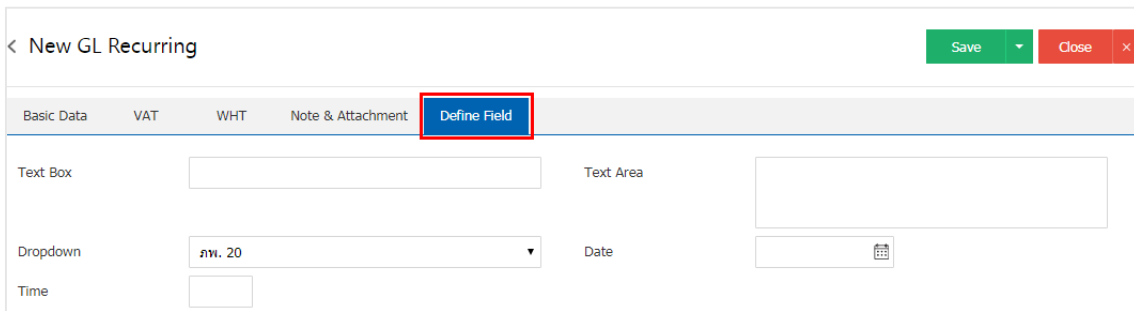 New GL Recurring
Save
Close
Basic Data VAT WHT Note & Attachment Define Field
Text Box
Text Area
Dropdown ภพ. 20
Date
Time